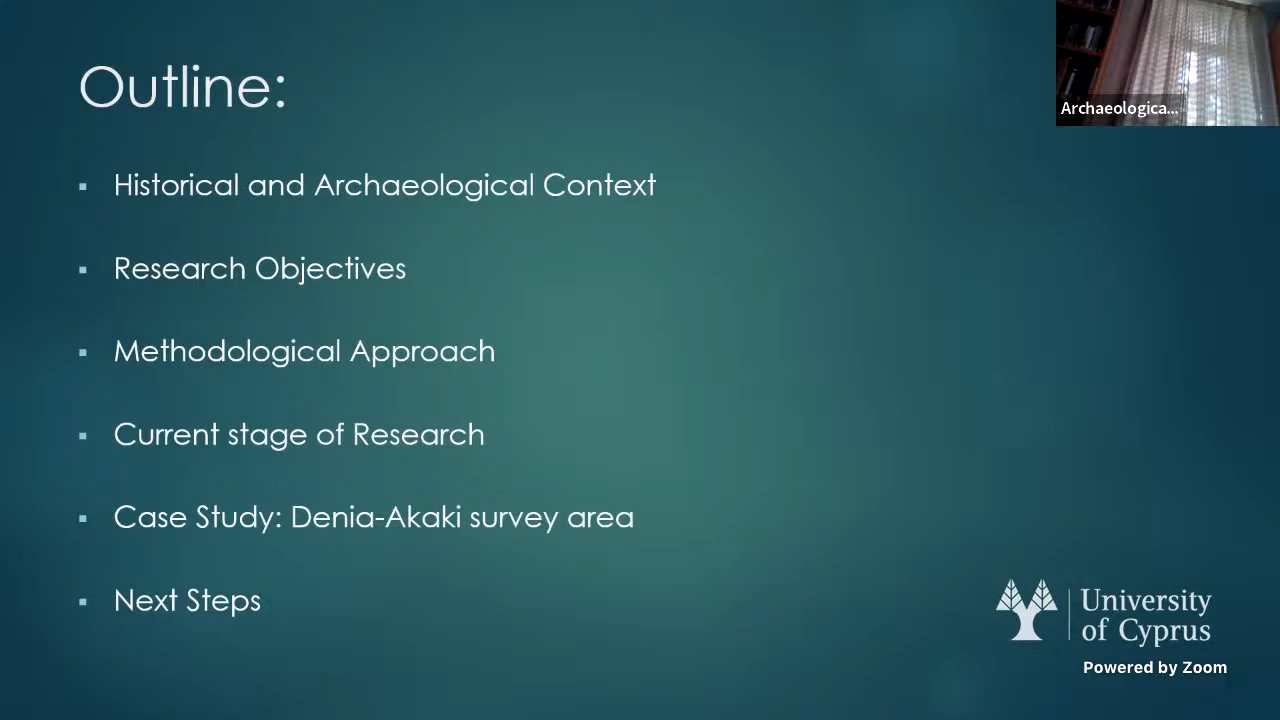 Outline:
Archaeologica...
▪ Historical and Archaeological Context
▪ Research Objectives
▪ Methodological Approach
▪ Current stage of Research
▪ Case Study: Denia-Akaki survey area
▪ Next Steps
University
of Cyprus
Powered by Zoom